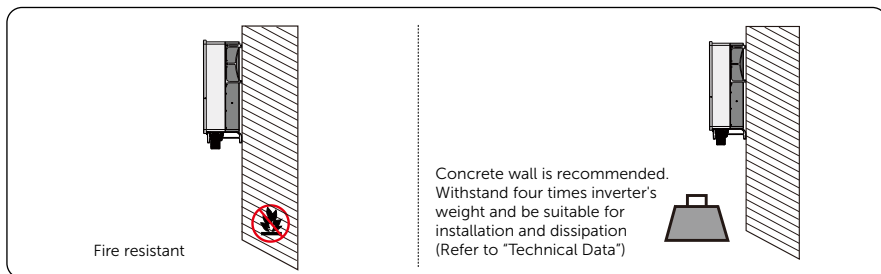 Fire resistant
Concrete wall is recommended.
Withstand four times inverter's
weight and be suitable for
installation and dissipation
(Refer to “Technical Data”)